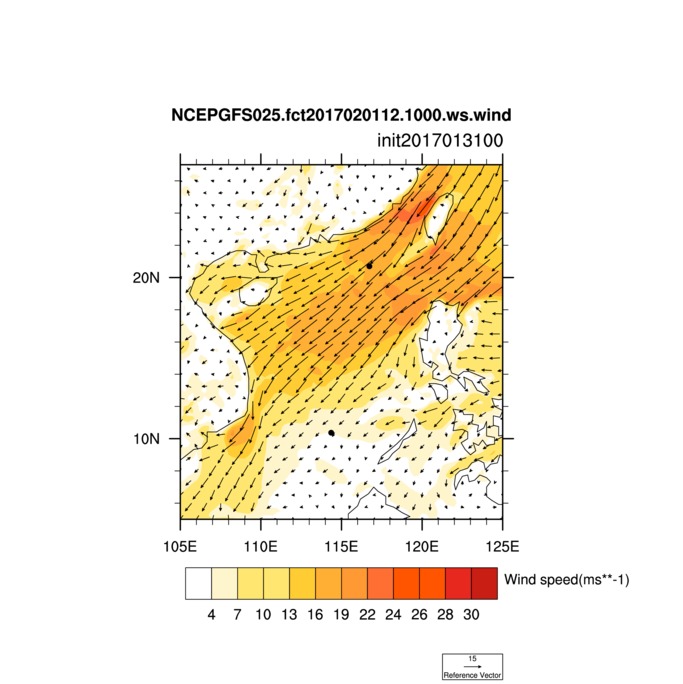 NCEPGFS025.fct2017020112.1000.ws.wind
init2017013100
20N
10N
105E 110E 115E 120E 125E
Wind speed(ms**-1)
4 7 10 13 16 19 22 24 26 28 30
15
Reference Vector